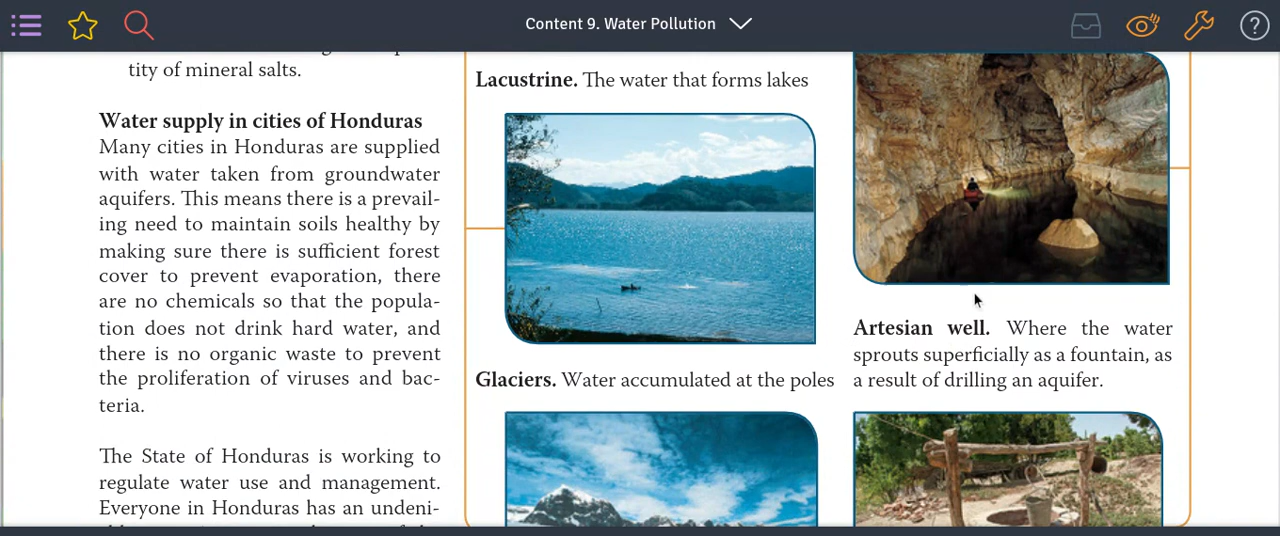 Content 9. Water Pollution
tity of mineral salts.
Water supply in cities of Honduras
Many cities in Honduras are supplied
with water taken from groundwater
aquifers. This means there is a prevail-
ing need to maintain soils healthy by
making sure there is sufficient forest
cover to prevent evaporation, there
are no chemicals so that the popula-
tion does not drink hard water, and
there is no organic waste to prevent
the proliferation of viruses and bac-
teria.
The State of Honduras is working to
regulate water use and management.
Everyone in Honduras has an undeni-
Lacustrine. The water that forms lakes
Glaciers. Water accumulated at the poles
Artesian well. Where the water
sprouts superficially as a fountain, as
a result of drilling an aquifer.